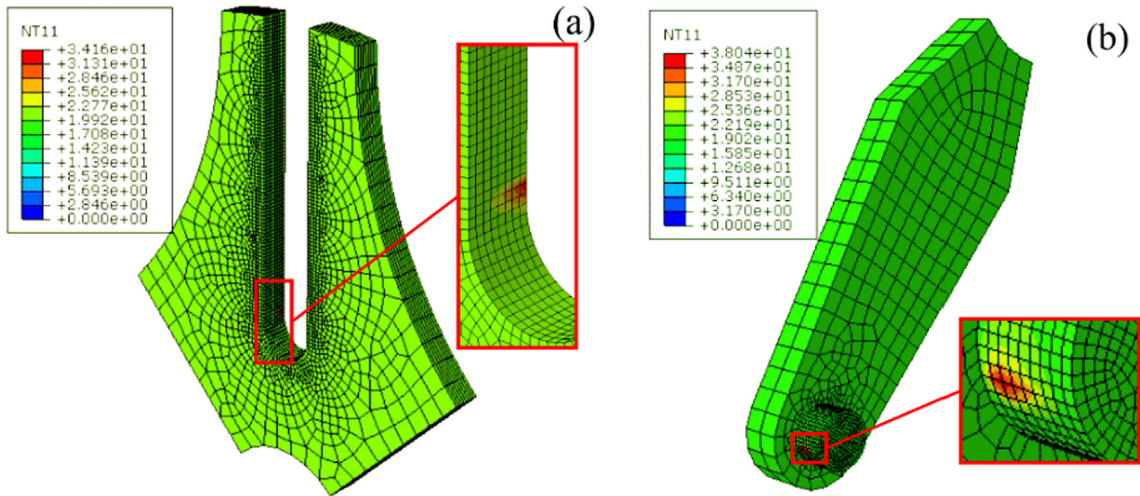 (a)
NT11
+3.416e+01
+3.131e+01
+2.846e+01
+2.562e+01
+2.277e+01
+1.992e+01
+1.708e+01
+1.423e+01
+1.139e+01
+8.539e+00
+5.693e+00
+2.846e+00
+0.000e+00
(b)
NT11
+3.804e+01
+3.487e+01
+3.170e+01
+2.853e+01
+2.536e+01
+2.219e+01
+1.902e+01
+1.585e+01
+1.268e+01
+9.511e+00
+6.340e+00
+3.170e+00
+0.000e+00